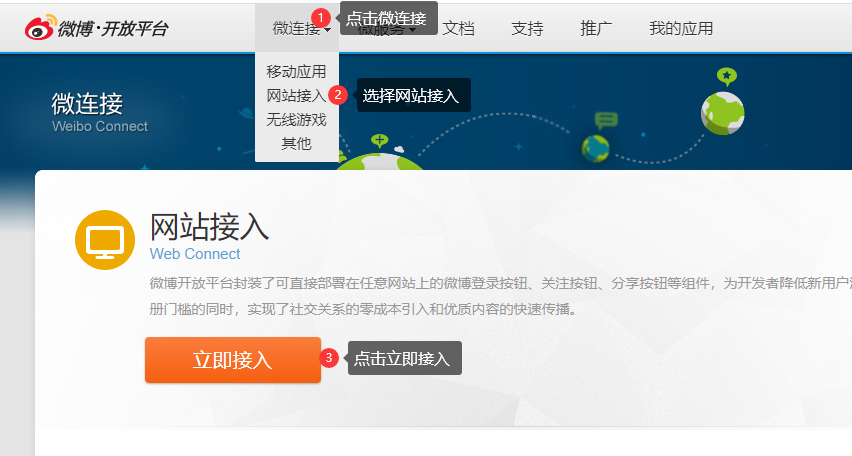 微博·开放平台
微连接 1 点击微连接 微服务 文档 支持 推广 我的应用
移动应用
网站接入 2 选择网站接入
无线游戏
其他
微连接
Weibo Connect
网站接入
Web Connect
微博开放平台封装了可直接部署在任意网站上的微博登录按钮、关注按钮、分享按钮等组件，为开发者降低新用户
册门槛的同时，实现了社交关系的零成本引入和优质内容的快速传播。
立即接入 3 点击立即接入